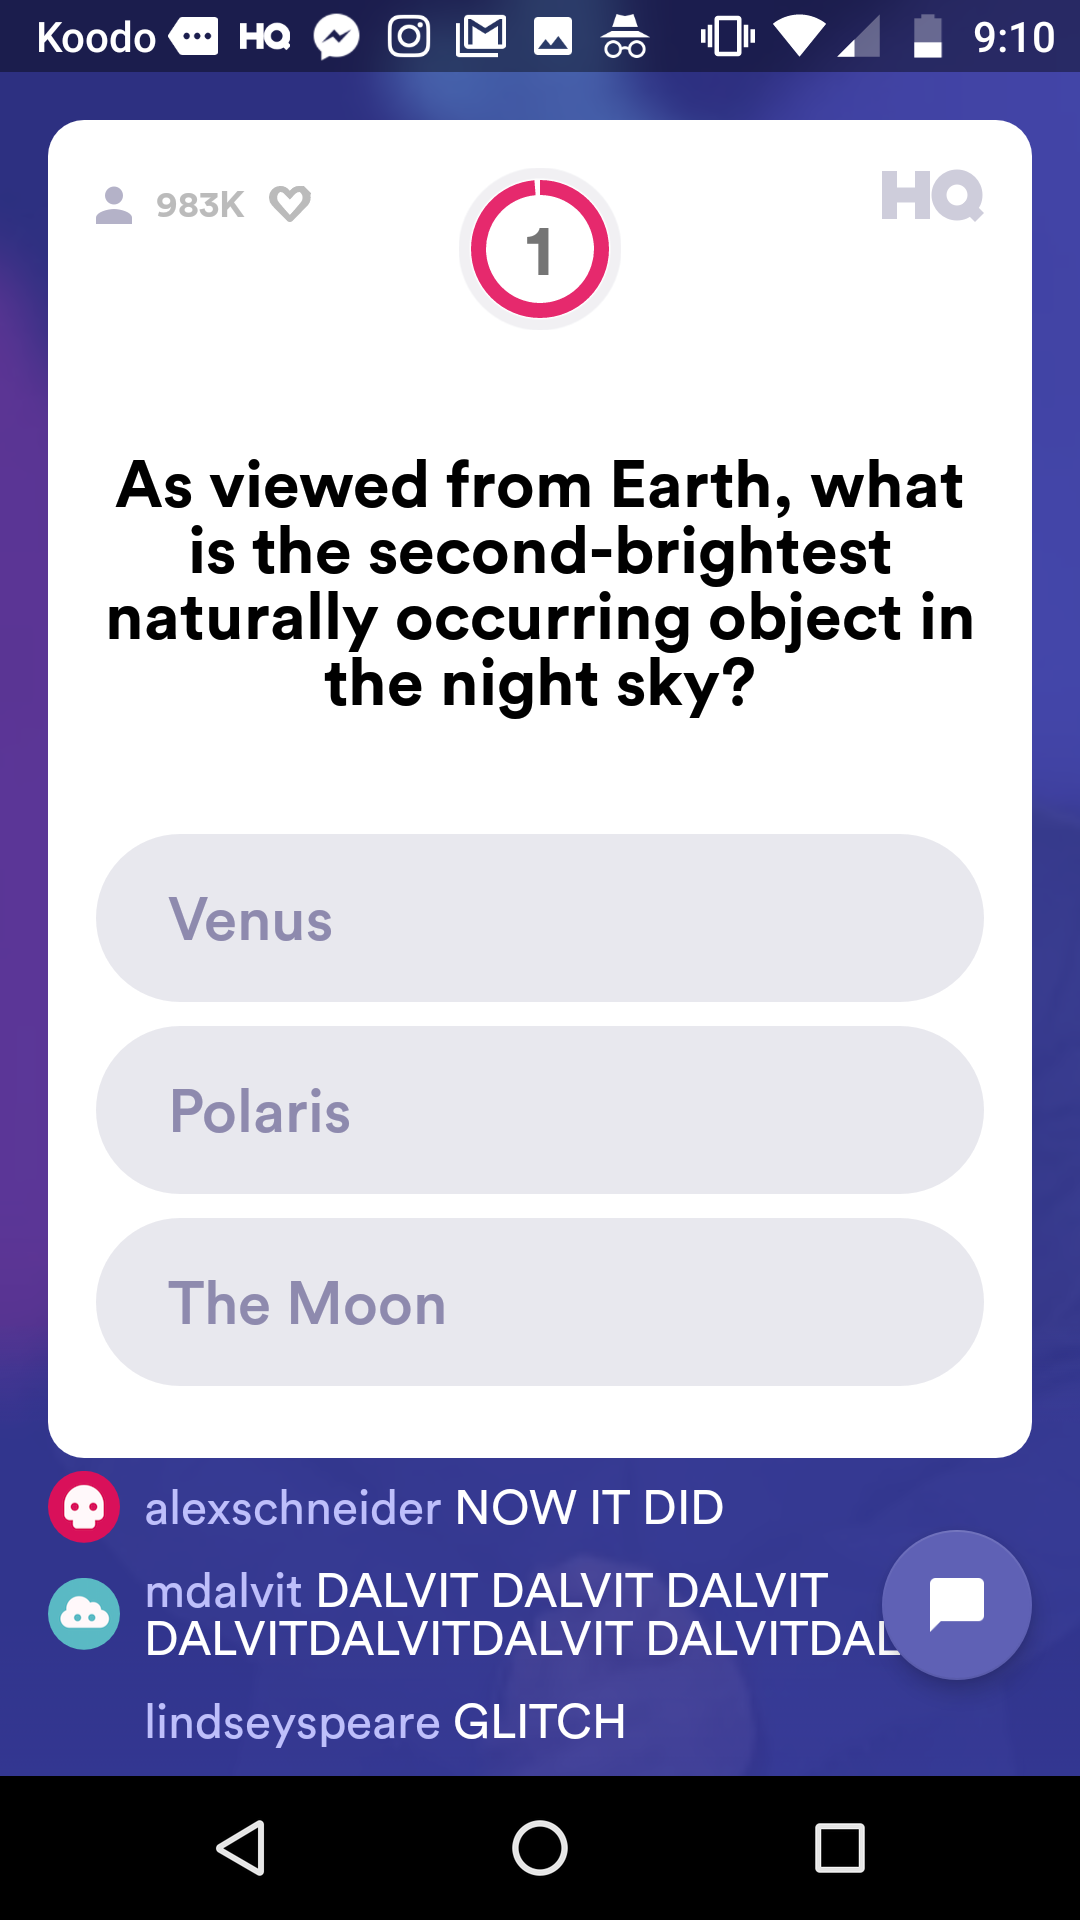 Koodo HQ 9:10
983K HQ
1
As viewed from Earth, what
is the second-brightest
naturally occurring object in
the night sky?
Venus
Polaris
The Moon
alexschneider NOW IT DID
mdalvit DALVIT DALVIT DALVIT
DALVITDALVITDALVIT DALVITDAL
lindseyspeare GLITCH